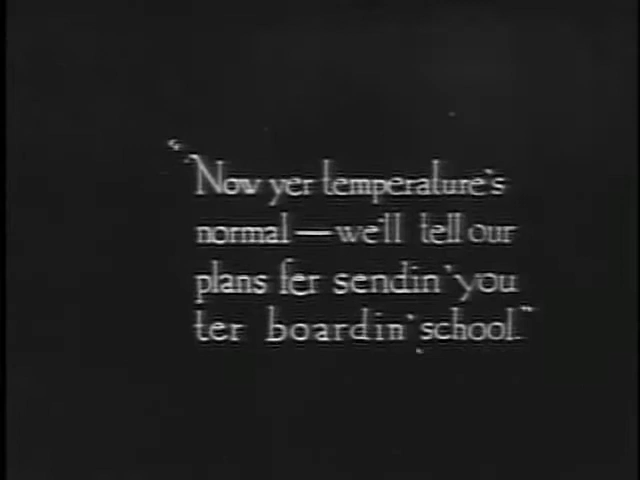 "Now yer temperature's
normal—we'll tell our
plans fer sendin' you
ter boardin' school."